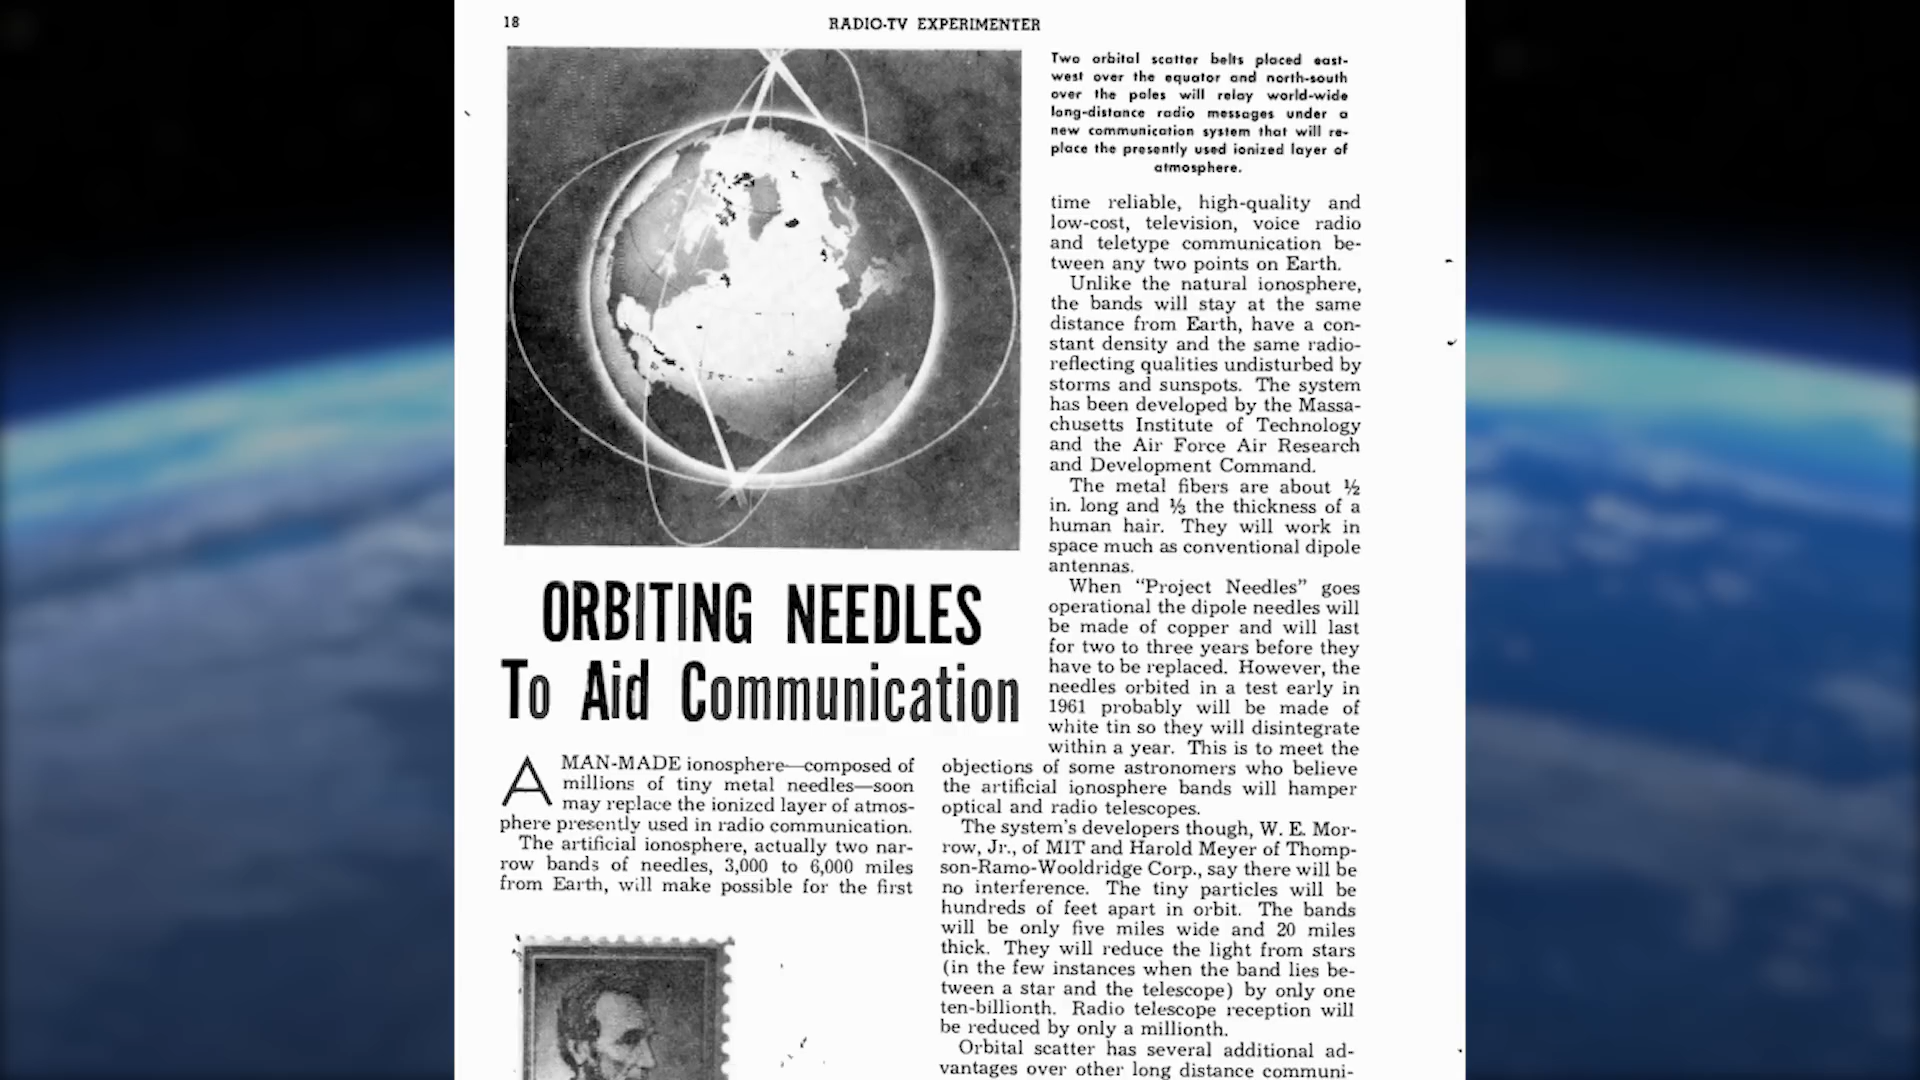 18
RADIO-TV EXPERIMENTER
Two orbital scatter belts placed east-
west over the equator and north-south
over the poles will relay world-wide
long-distance radio messages under a
new communication system that will re-
place the presently used ionized layer of
atmosphere.
ORBITING NEEDLES
To Aid Communication
A MAN-MADE ionosphere—composed of
millions of tiny metal needles—soon
may replace the ionized layer of atmos-
phere presently used in radio communication.
The artificial ionosphere, actually two nar-
row bands of needles, 3,000 to 6,000 miles
from Earth, will make possible for the first
time reliable, high-quality and
low-cost, television, voice radio
and teletype communication be-
tween any two points on Earth.
Unlike the natural ionosphere,
the bands will stay at the same
distance from Earth, have a con-
stant density and the same radio-
reflecting qualities undisturbed by
storms and sunspots. The system
has been developed by the Massa-
chusetts Institute of Technology
and the Air Force Air Research
and Development Command.
The metal fibers are about ½
in. long and ⅓ the thickness of a
human hair. They will work in
space much as conventional dipole
antennas.
When “Project Needles” goes
operational the dipole needles will
be made of copper and will last
for two to three years before they
have to be replaced. However, the
needles orbited in a test early in
1961 probably will be made of
white tin so they will disintegrate
within a year. This is to meet the
objections of some astronomers who believe
the artificial ionosphere bands will hamper
optical and radio telescopes.
The system’s developers though, W. E. Mor-
row, Jr., of MIT and Harold Meyer of Thomp-
son-Ramo-Wooldridge Corp., say there will be
no interference. The tiny particles will be
hundreds of feet apart in orbit. The bands
will be only five miles wide and 20 miles
thick. They will reduce the light from stars
(in the few instances when the band lies be-
tween a star and the telescope) by only one
ten-billionth. Radio telescope reception will
be reduced by only a millionth.
Orbital scatter has several additional ad-
vantages over other long distance communi-